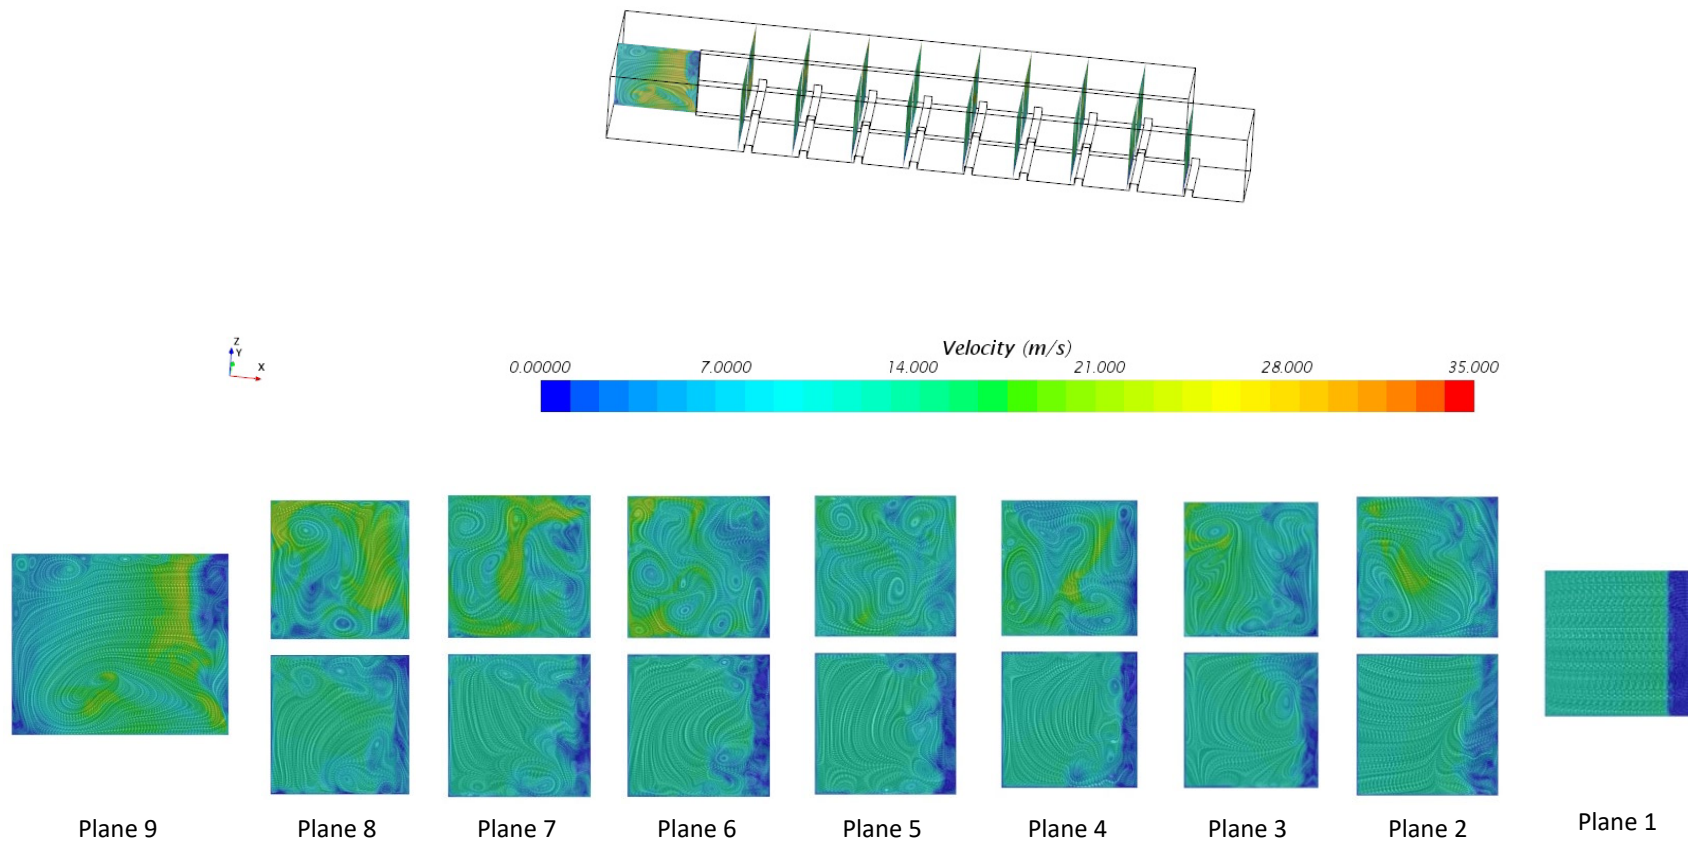 Z
Y
X
Velocity (m/s)
0.00000 7.0000 14.000 21.000 28.000 35.000
Plane 9 Plane 8 Plane 7 Plane 6 Plane 5 Plane 4 Plane 3 Plane 2 Plane 1